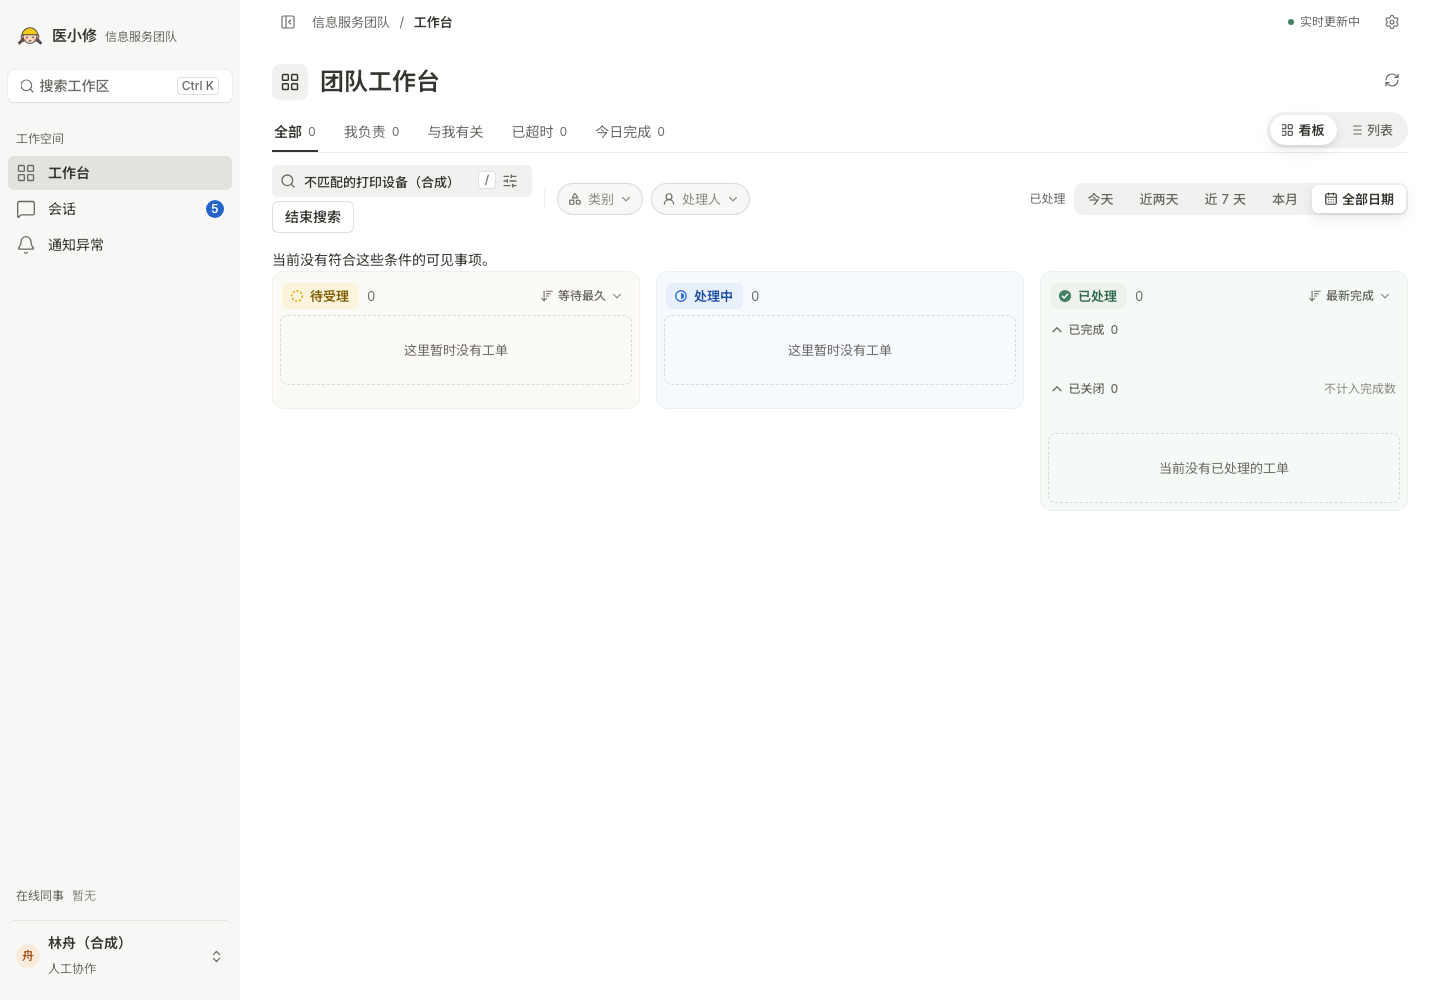 医小修 信息服务团队
搜索工作区 Ctrl K
工作空间
工作台
会话 5
通知异常
在线同事 暂无
舟 林舟（合成）
人工协作
信息服务团队 / 工作台
实时更新中
团队工作台
全部 0 我负责 0 与我有关 已超时 0 今日完成 0
看板 列表
不匹配的打印设备（合成） /
结束搜索
类别 处理人
已处理 今天 近两天 近 7 天 本月 全部日期
当前没有符合这些条件的可见事项。
待受理 0 等待最久
这里暂时没有工单
处理中 0
这里暂时没有工单
已处理 0 最新完成
已完成 0
已关闭 0 不计入完成数
当前没有已处理的工单